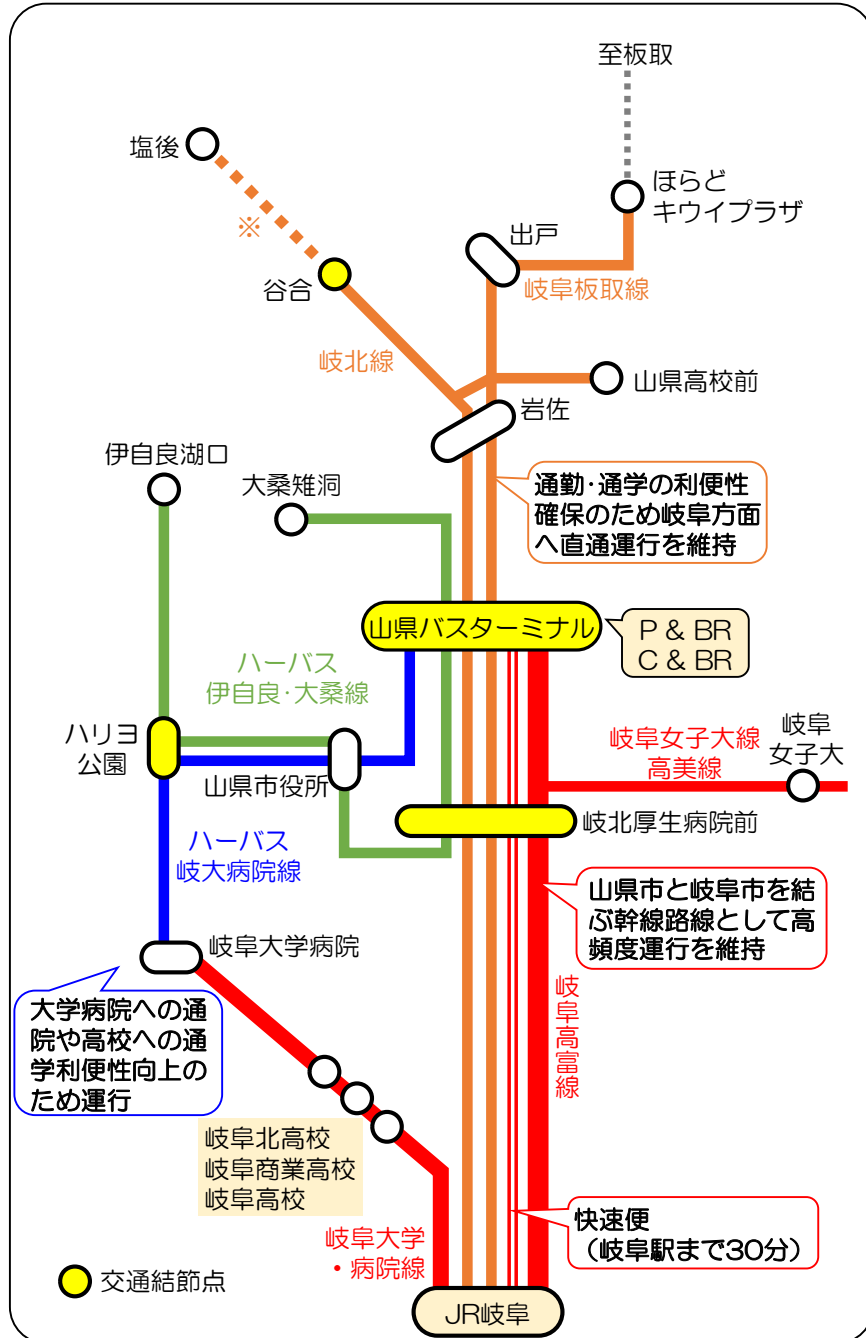 至板取
塩後
ほらど
キウイプラザ
※
出戸
谷合
岐阜板取線
岐北線
山県高校前
岩佐
伊自良湖口
大桑雉洞
通勤・通学の利便性
確保のため岐阜方面
へ直通運行を維持
山県バスターミナル
P & BR
C & BR
ハーバス
伊自良・大桑線
ハリヨ
公園
山県市役所
岐阜女子大線
高美線
岐阜
女子大
岐北厚生病院前
ハーバス
岐大病院線
山県市と岐阜市を結
ぶ幹線路線として高
頻度運行を維持
岐阜大学病院
岐阜高富線
大学病院への通
院や高校への通
学利便性向上の
ため運行
岐阜北高校
岐阜商業高校
岐阜高校
快速便
（岐阜駅まで30分）
岐阜大学
・病院線
交通結節点
JR岐阜